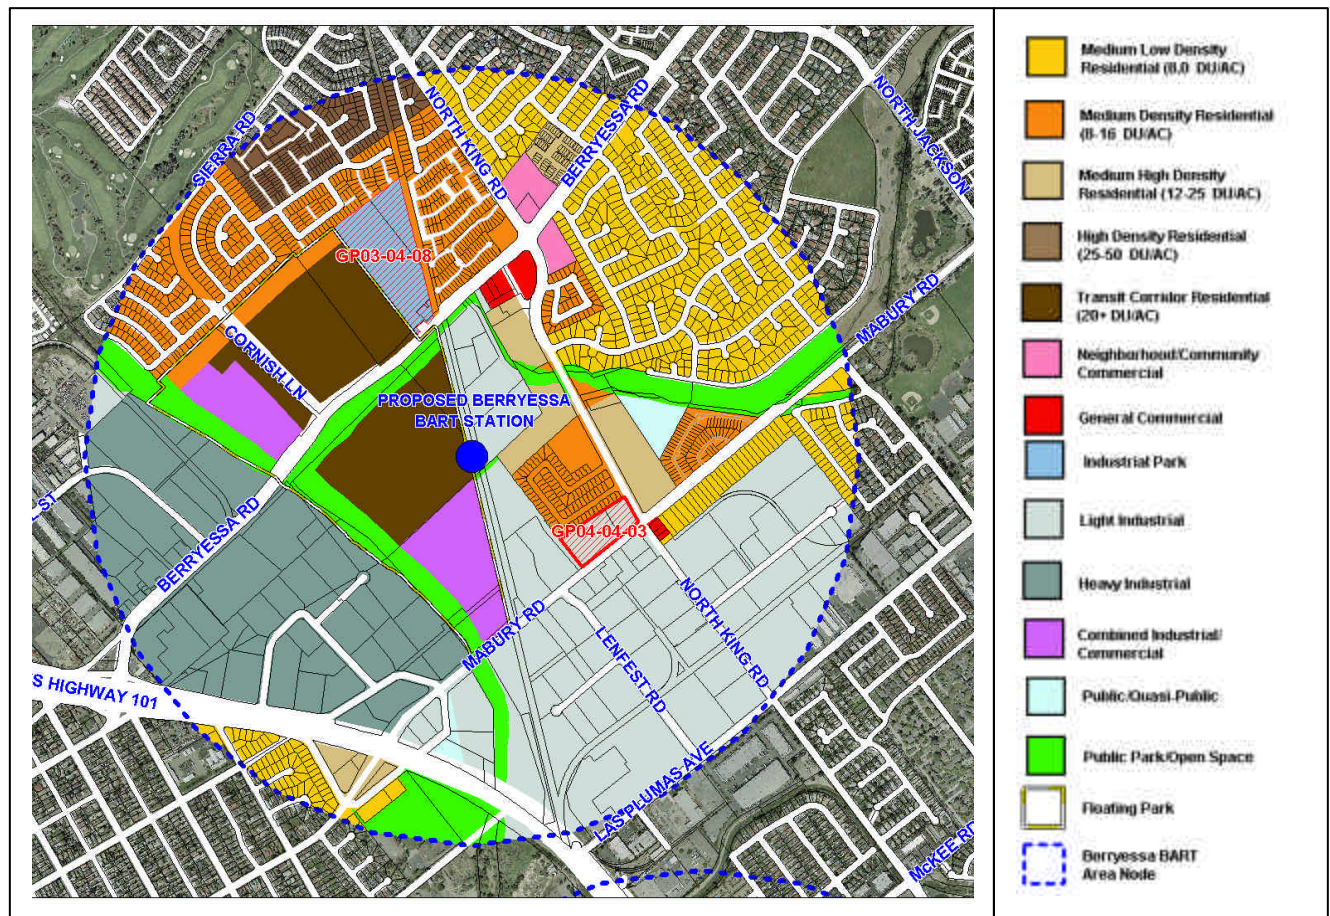 SIERRA RD
NORTH KING RD
BERRYESSA RD
NORTH JACKSON
GP03-04-08
MABURY RD
CORNISH LN
PROPOSED BERRYESSA
BART STATION
L ST
BERRYESSA RD
GP04-04-03
MABURY RD
LENFEST RD
NORTH KING RD
S HIGHWAY 101
LAS PLUMAS AVE
McKEE RD
Medium Low Density
Residential (8.0 DU/AC)
Medium Density Residential
(8-16 DU/AC)
Medium High Density
Residential (12-25 DU/AC)
High Density Residential
(25-50 DU/AC)
Transit Corridor Residential
(20+ DU/AC)
Neighborhood/Community
Commercial
General Commercial
Industrial Park
Light Industrial
Heavy Industrial
Combined Industrial/
Commercial
Public/Quasi-Public
Public Park/Open Space
Floating Park
Berryessa BART
Area Node